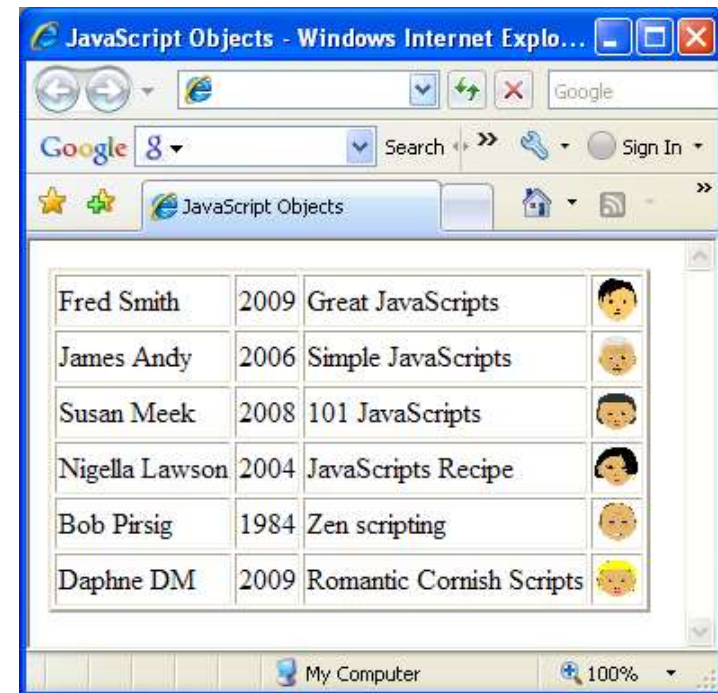 JavaScript Objects - Windows Internet Explo...
Google
Google g Search » Sign In
JavaScript Objects »
Fred Smith 2009 Great JavaScripts
James Andy 2006 Simple JavaScripts
Susan Meek 2008 101 JavaScripts
Nigella Lawson 2004 JavaScripts Recipe
Bob Pirsig 1984 Zen scripting
Daphne DM 2009 Romantic Cornish Scripts
My Computer 100%